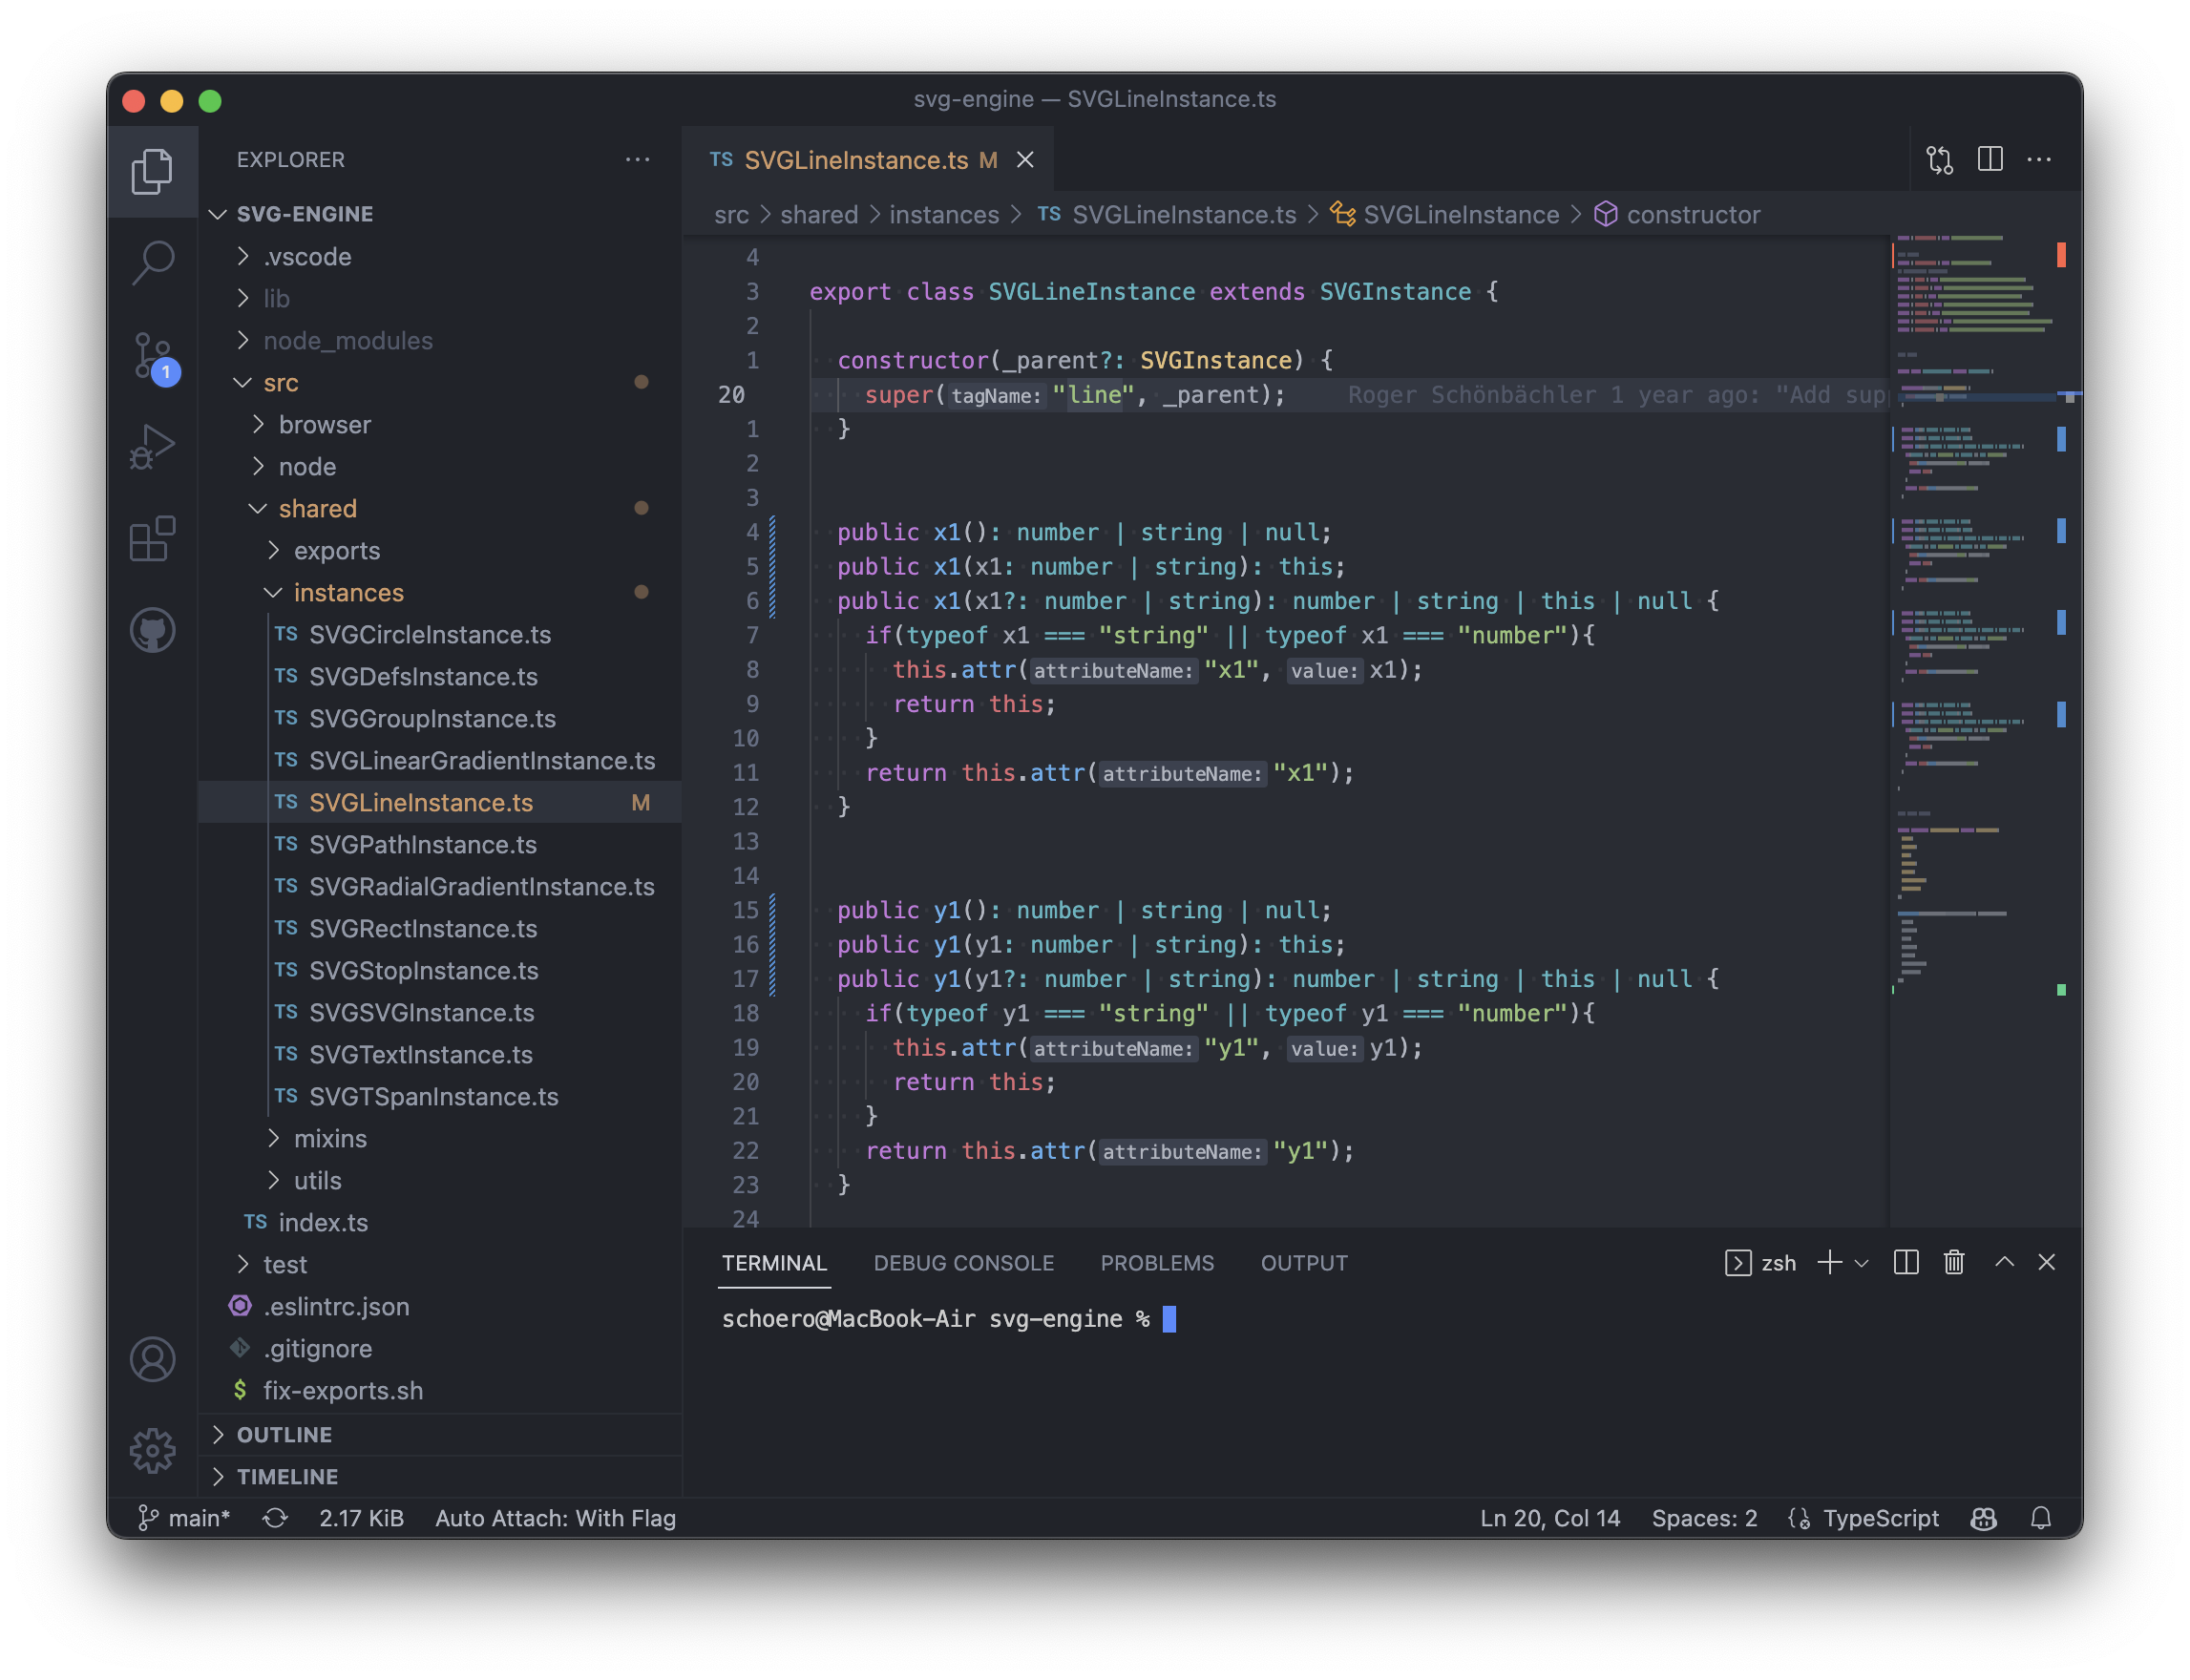 svg-engine — SVGLineInstance.ts
EXPLORER
SVG-ENGINE
.vscode
lib
node_modules
src
browser
node
shared
exports
instances
TS SVGCircleInstance.ts
TS SVGDefsInstance.ts
TS SVGGroupInstance.ts
TS SVGLinearGradientInstance.ts
TS SVGLineInstance.ts M
TS SVGPathInstance.ts
TS SVGRadialGradientInstance.ts
TS SVGRectInstance.ts
TS SVGStopInstance.ts
TS SVGSVGInstance.ts
TS SVGTextInstance.ts
TS SVGTSpanInstance.ts
mixins
utils
TS index.ts
test
.eslintrc.json
.gitignore
$ fix-exports.sh
OUTLINE
TIMELINE
1
TS SVGLineInstance.ts M
src > shared > instances > TS SVGLineInstance.ts > SVGLineInstance > constructor
4
3 export class SVGLineInstance extends SVGInstance {
2
1 constructor(_parent?: SVGInstance) {
20 super(tagName: "line", _parent); Roger Schönbächler 1 year ago: "Add sup
1 }
2
3
4 public x1(): number | string | null;
5 public x1(x1: number | string): this;
6 public x1(x1?: number | string): number | string | this | null {
7 if(typeof x1 === "string" || typeof x1 === "number"){
8 this.attr(attributeName: "x1", value: x1);
9 return this;
10 }
11 return this.attr(attributeName: "x1");
12 }
13
14
15 public y1(): number | string | null;
16 public y1(y1: number | string): this;
17 public y1(y1?: number | string): number | string | this | null {
18 if(typeof y1 === "string" || typeof y1 === "number"){
19 this.attr(attributeName: "y1", value: y1);
20 return this;
21 }
22 return this.attr(attributeName: "y1");
23 }
24
TERMINAL DEBUG CONSOLE PROBLEMS OUTPUT zsh
schoero@MacBook-Air svg-engine %
main* 2.17 KiB Auto Attach: With Flag Ln 20, Col 14 Spaces: 2 TypeScript